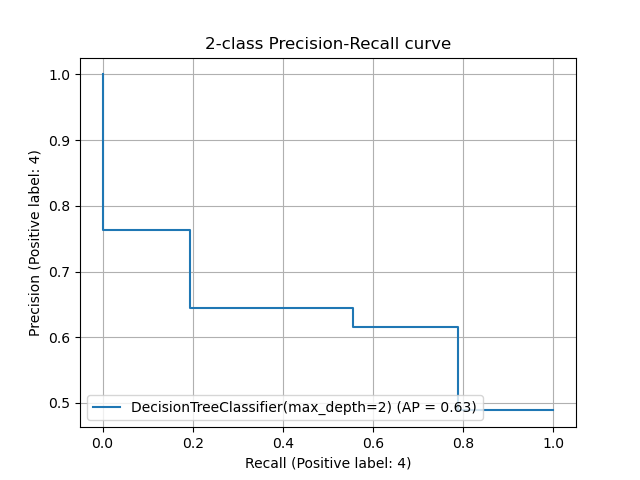 2-class Precision-Recall curve
1.0
0.9
0.8
0.7
0.6
0.5
Precision (Positive label: 4)
DecisionTreeClassifier(max_depth=2) (AP = 0.63)
0.0 0.2 0.4 0.6 0.8 1.0
Recall (Positive label: 4)